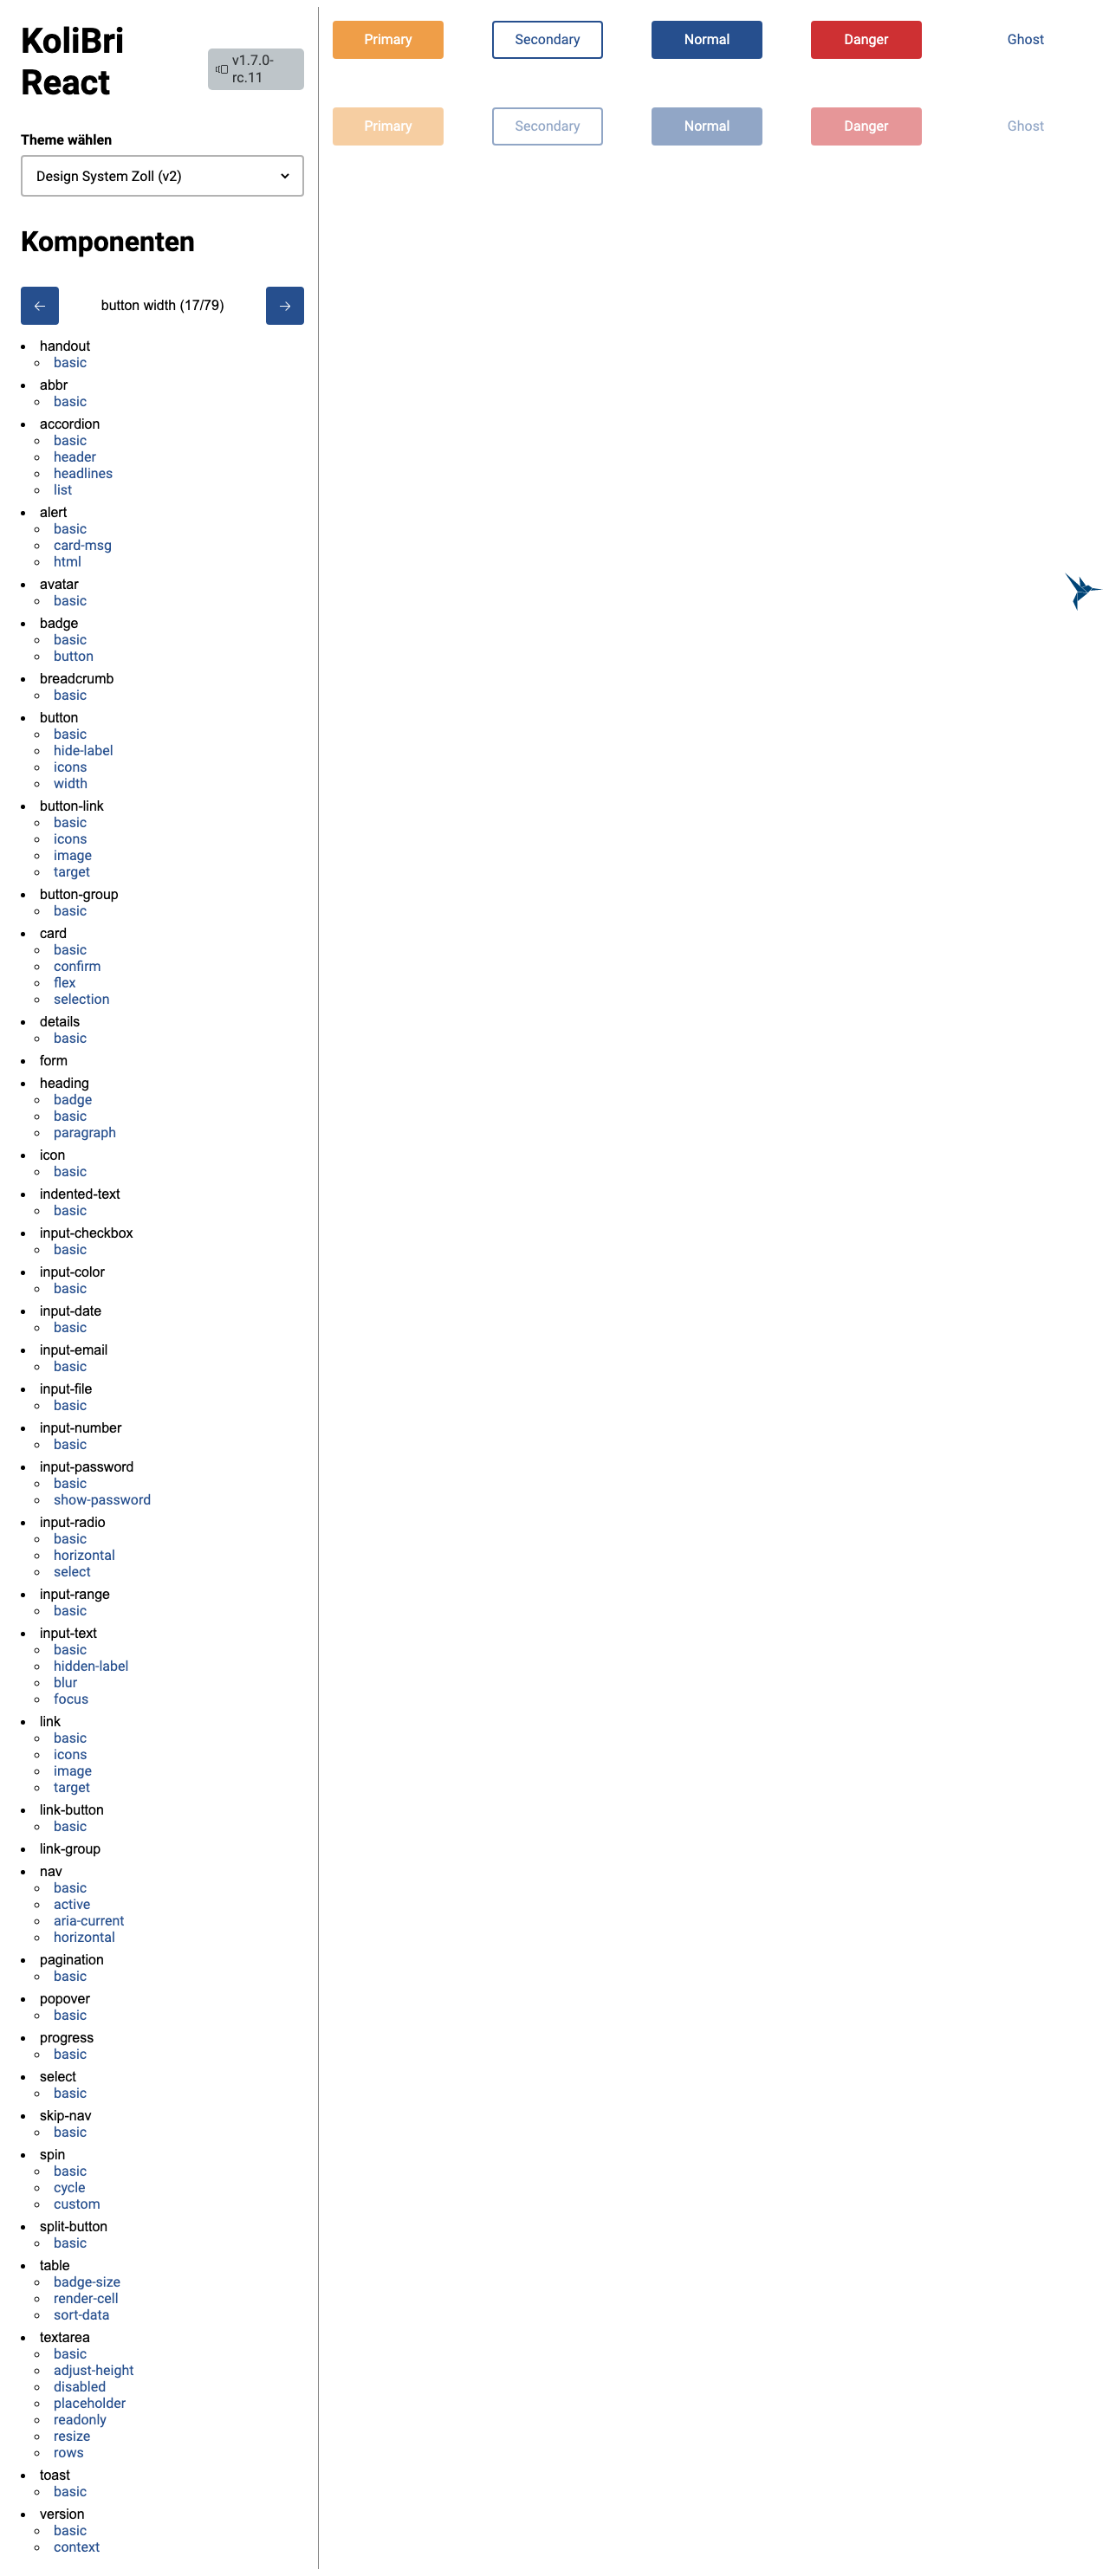 KoliBri
React
v1.7.0-
rc.11
Theme wählen
Design System Zoll (v2)
Komponenten
button width (17/79)
handout
basic
abbr
basic
accordion
basic
header
headlines
list
alert
basic
card-msg
html
avatar
basic
badge
basic
button
breadcrumb
basic
button
basic
hide-label
icons
width
button-link
basic
icons
image
target
button-group
basic
card
basic
confirm
flex
selection
details
basic
form
heading
badge
basic
paragraph
icon
basic
indented-text
basic
input-checkbox
basic
input-color
basic
input-date
basic
input-email
basic
input-file
basic
input-number
basic
input-password
basic
show-password
input-radio
basic
horizontal
select
input-range
basic
input-text
basic
hidden-label
blur
focus
link
basic
icons
image
target
link-button
basic
link-group
nav
basic
active
aria-current
horizontal
pagination
basic
popover
basic
progress
basic
select
basic
skip-nav
basic
spin
basic
cycle
custom
split-button
basic
table
badge-size
render-cell
sort-data
textarea
basic
adjust-height
disabled
placeholder
readonly
resize
rows
toast
basic
version
basic
context
Primary Secondary Normal Danger Ghost
Primary Secondary Normal Danger Ghost